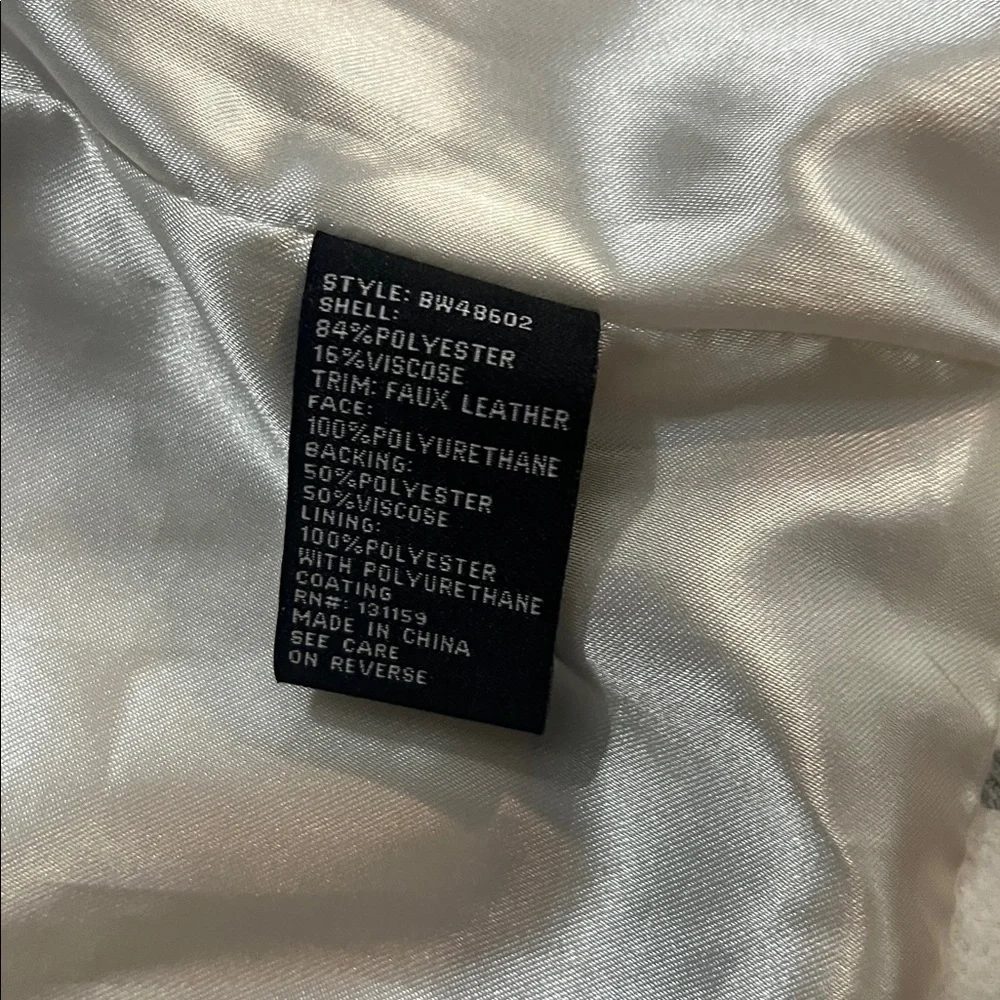 STYLE: BW48602
SHELL:
84%POLYESTER
16%VISCOSE
TRIM: FAUX LEATHER
FACE:
100%POLYURETHANE
BACKING:
50%POLYESTER
50%VISCOSE
LINING:
100%POLYESTER
WITH POLYURETHANE
COATING
RN#: 131159
MADE IN CHINA
SEE CARE
ON REVERSE